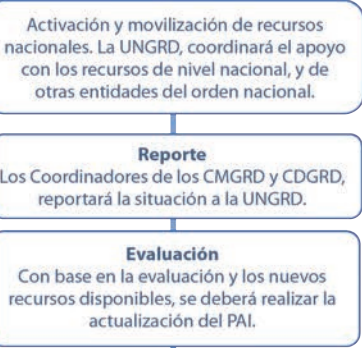 Activación y movilización de recursos
nacionales. La UNGRD, coordinará el apoyo
con los recursos de nivel nacional, y de
otras entidades del orden nacional.
Reporte
Los Coordinadores de los CMGRD y CDGRD,
reportará la situación a la UNGRD.
Evaluación
Con base en la evaluación y los nuevos
recursos disponibles, se deberá realizar la
actualización del PAI.